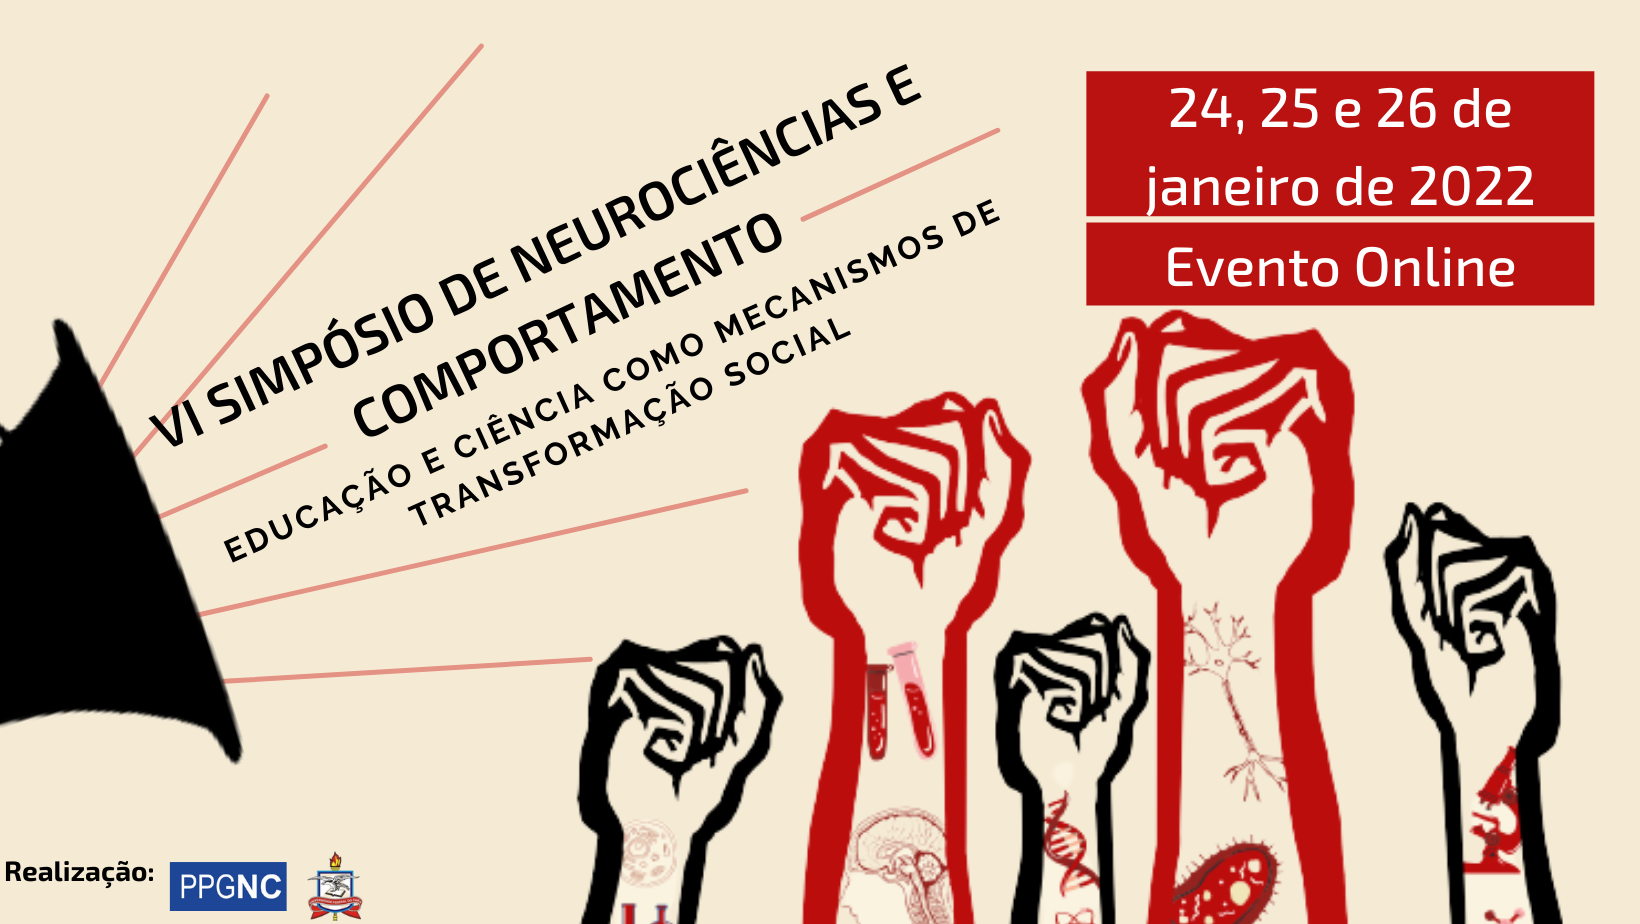 VI SIMPÓSIO DE NEUROCIÊNCIAS E
COMPORTAMENTO
EDUCAÇÃO E CIÊNCIA COMO MECANISMOS DE
TRANSFORMAÇÃO SOCIAL
24, 25 e 26 de
janeiro de 2022
Evento Online
Realização:
PPGNC